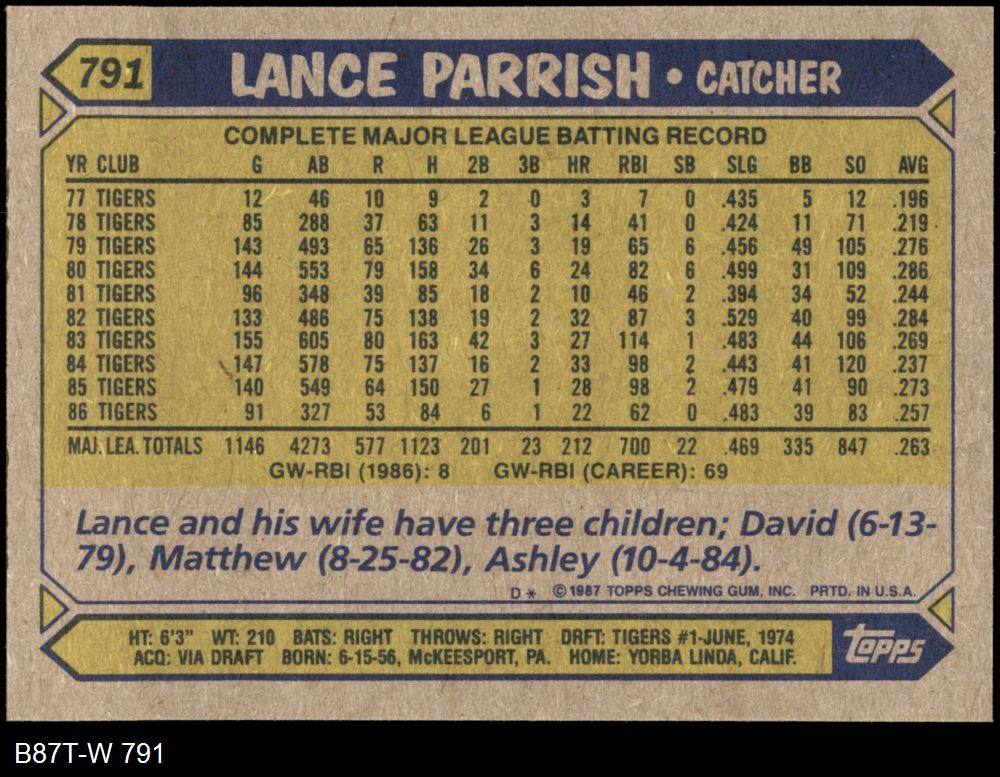 791 LANCE PARRISH • CATCHER
COMPLETE MAJOR LEAGUE BATTING RECORD
YR CLUB G AB R H 2B 3B HR RBI SB SLG BB SO AVG
77 TIGERS 12 46 10 9 2 0 3 7 0 .435 5 12 .196
78 TIGERS 85 288 37 63 11 3 14 41 0 .424 11 71 .219
79 TIGERS 143 493 65 136 26 3 19 65 6 .456 49 105 .276
80 TIGERS 144 553 79 158 34 6 24 82 6 .499 31 109 .286
81 TIGERS 96 348 39 85 18 2 10 46 2 .394 34 52 .244
82 TIGERS 133 486 75 138 19 2 32 87 3 .529 40 99 .284
83 TIGERS 155 605 80 163 42 3 27 114 1 .483 44 106 .269
84 TIGERS 147 578 75 137 16 2 33 98 2 .443 41 120 .237
85 TIGERS 140 549 64 150 27 1 28 98 2 .479 41 90 .273
86 TIGERS 91 327 53 84 6 1 22 62 0 .483 39 83 .257
MAJ. LEA. TOTALS 1146 4273 577 1123 201 23 212 700 22 .469 335 847 .263
GW-RBI (1986): 8 GW-RBI (CAREER): 69
Lance and his wife have three children; David (6-13-
79), Matthew (8-25-82), Ashley (10-4-84).
D* ©1987 TOPPS CHEWING GUM, INC. PRTD. IN U.S.A.
HT: 6'3" WT: 210 BATS: RIGHT THROWS: RIGHT DRFT: TIGERS #1-JUNE, 1974
ACQ: VIA DRAFT BORN: 6-15-56, McKEESPORT, PA. HOME: YORBA LINDA, CALIF.
topps
B87T-W 791